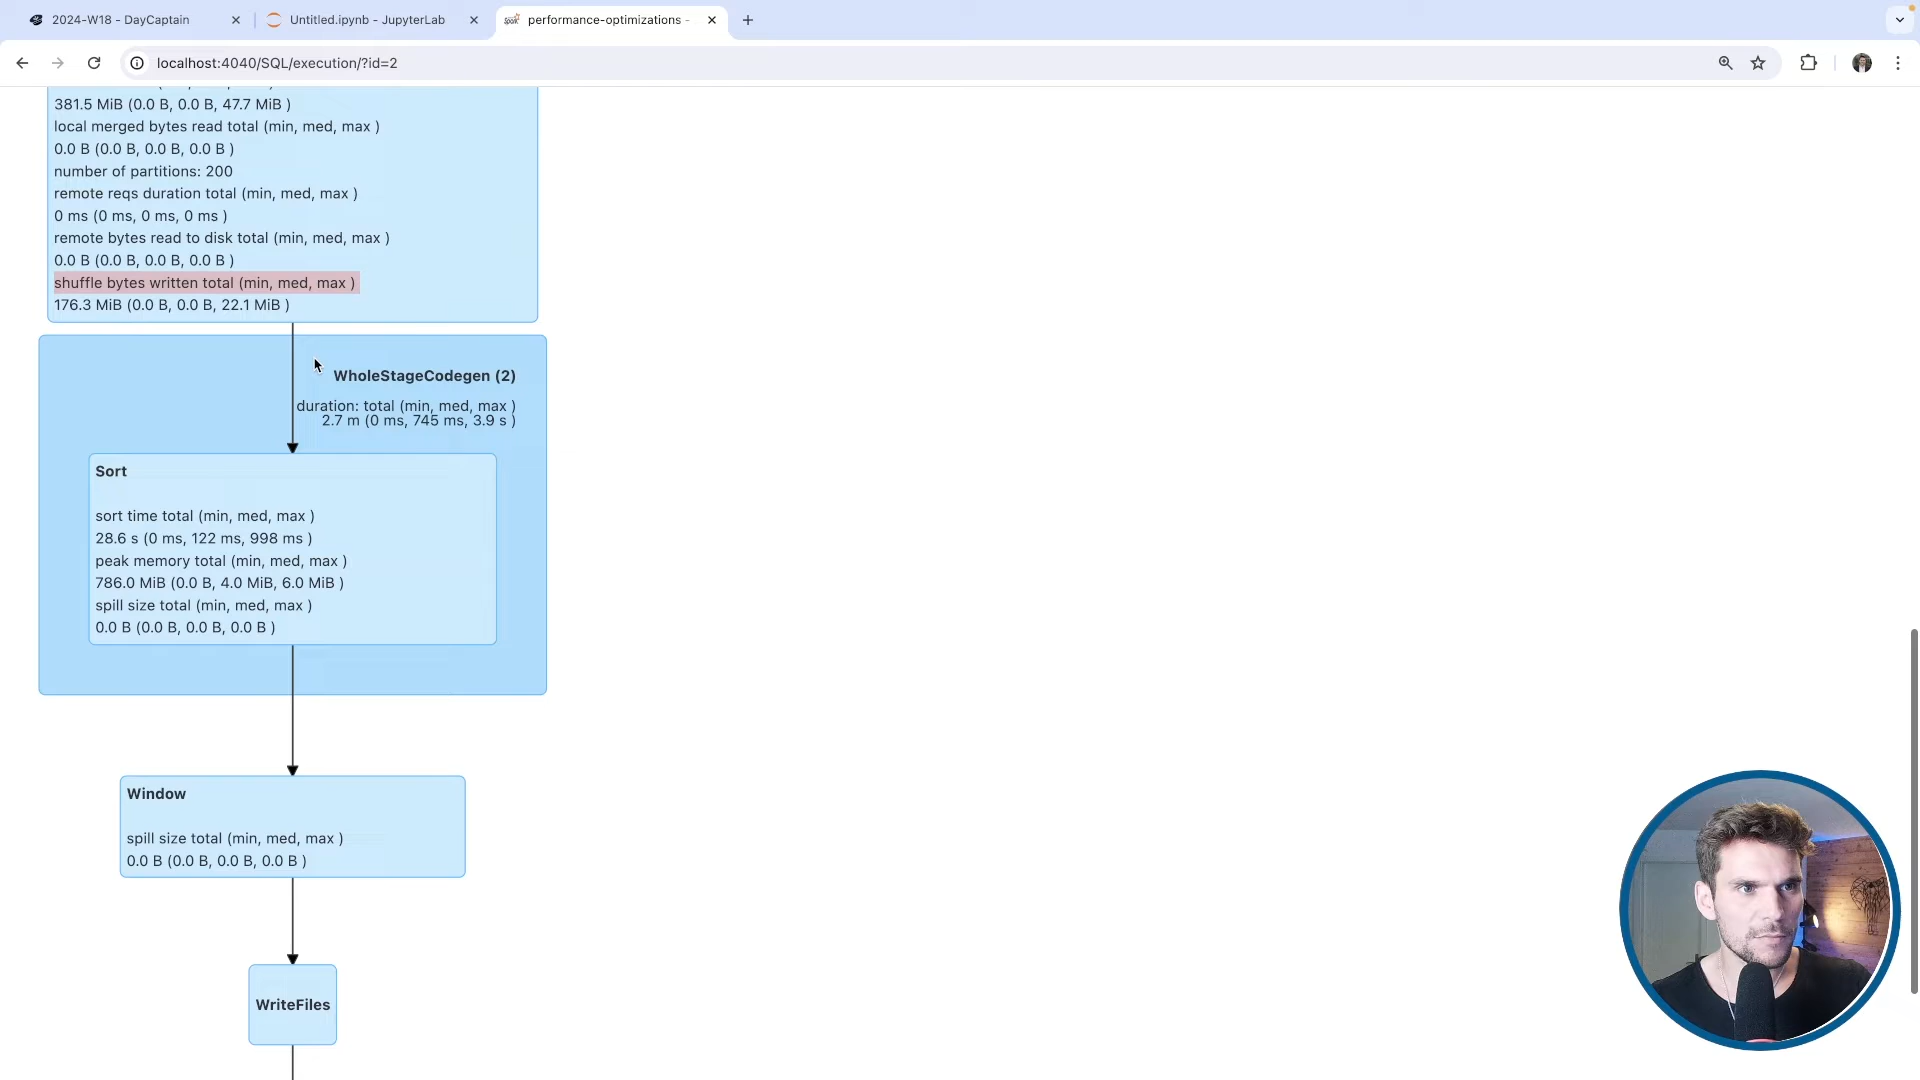 2024-W18 - DayCaptain
Untitled.ipynb - JupyterLab
performance-optimizations -
localhost:4040/SQL/execution/?id=2
381.5 MiB (0.0 B, 0.0 B, 47.7 MiB )
local merged bytes read total (min, med, max )
0.0 B (0.0 B, 0.0 B, 0.0 B )
number of partitions: 200
remote reqs duration total (min, med, max )
0 ms (0 ms, 0 ms, 0 ms )
remote bytes read to disk total (min, med, max )
0.0 B (0.0 B, 0.0 B, 0.0 B )
shuffle bytes written total (min, med, max )
176.3 MiB (0.0 B, 0.0 B, 22.1 MiB )
WholeStageCodegen (2)
duration: total (min, med, max )
2.7 m (0 ms, 745 ms, 3.9 s )
Sort
sort time total (min, med, max )
28.6 s (0 ms, 122 ms, 998 ms )
peak memory total (min, med, max )
786.0 MiB (0.0 B, 4.0 MiB, 6.0 MiB )
spill size total (min, med, max )
0.0 B (0.0 B, 0.0 B, 0.0 B )
Window
spill size total (min, med, max )
0.0 B (0.0 B, 0.0 B, 0.0 B )
WriteFiles